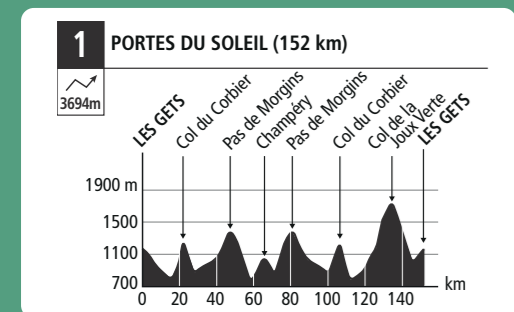 1 PORTES DU SOLEIL (152 km)
3694m
LES GETS
Col du Corbier
Pas de Morgins
Champéry
Pas de Morgins
Col du Corbier
Col de la
Joux Verte
LES GETS
1900 m
1500
1100
700
0 20 40 60 80 100 120 140 km